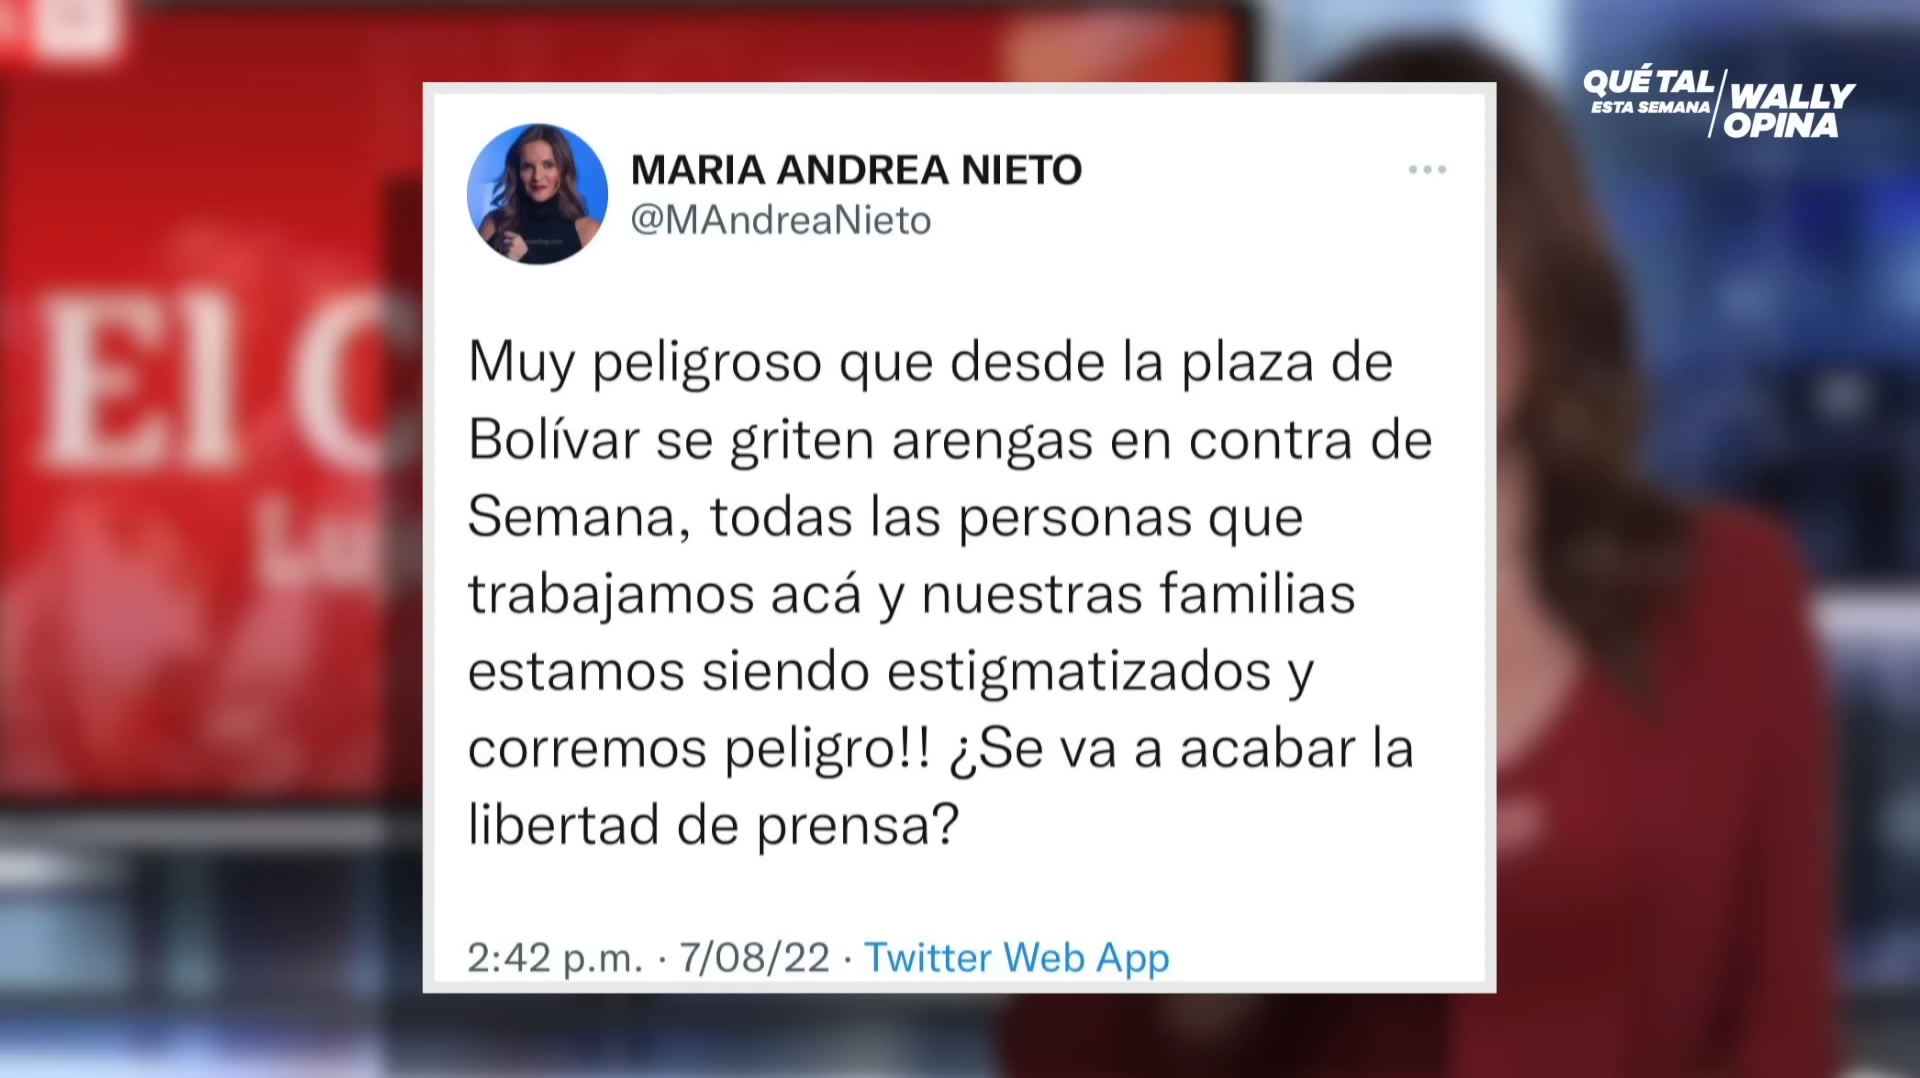 QUÉ TAL
ESTA SEMANA
WALLY
OPINA
MARIA ANDREA NIETO
@MAndreaNieto
Muy peligroso que desde la plaza de
Bolívar se griten arengas en contra de
Semana, todas las personas que
trabajamos acá y nuestras familias
estamos siendo estigmatizados y
corremos peligro!! ¿Se va a acabar la
libertad de prensa?
2:42 p.m. · 7/08/22 · Twitter Web App
El C